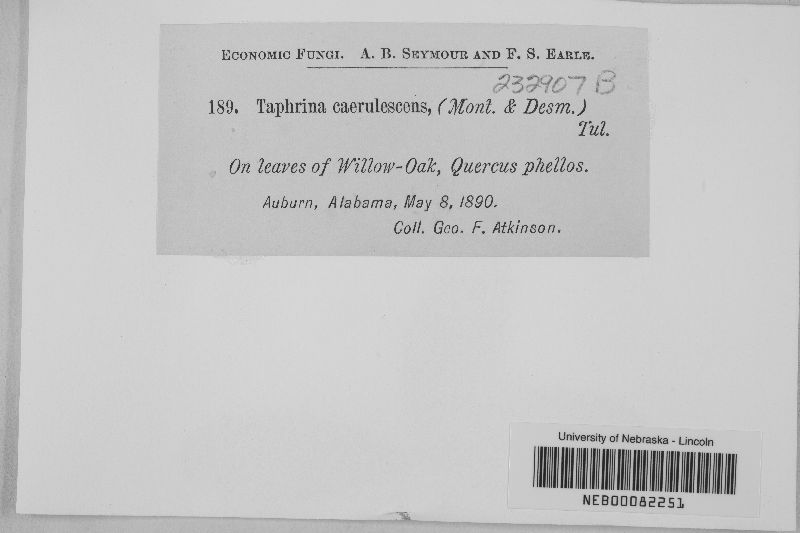 ECONOMIC FUNGI. A. B. SEYMOUR AND F. S. EARLE.
232907 B
189. Taphrina caerulescens, (Mont. & Desm.)
Tul.
On leaves of Willow-Oak, Quercus phellos.
Auburn, Alabama, May 8, 1890.
Coll. Geo. F. Atkinson.
University of Nebraska - Lincoln
NEB00082251